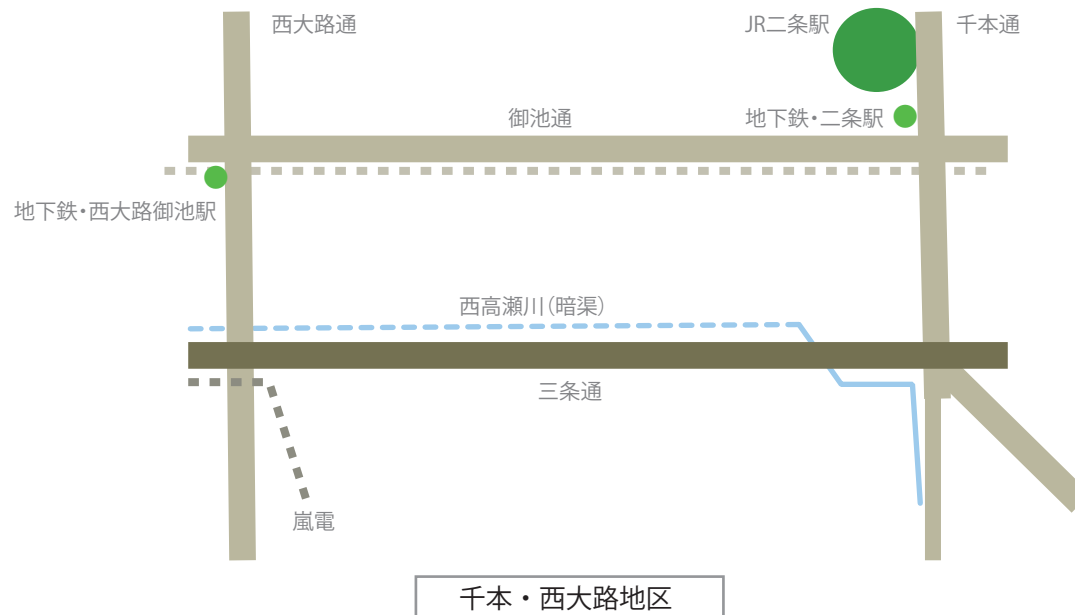 西大路通
JR二条駅
千本通
御池通
地下鉄・二条駅
地下鉄・西大路御池駅
西高瀬川（暗渠）
三条通
嵐電
千本・西大路地区